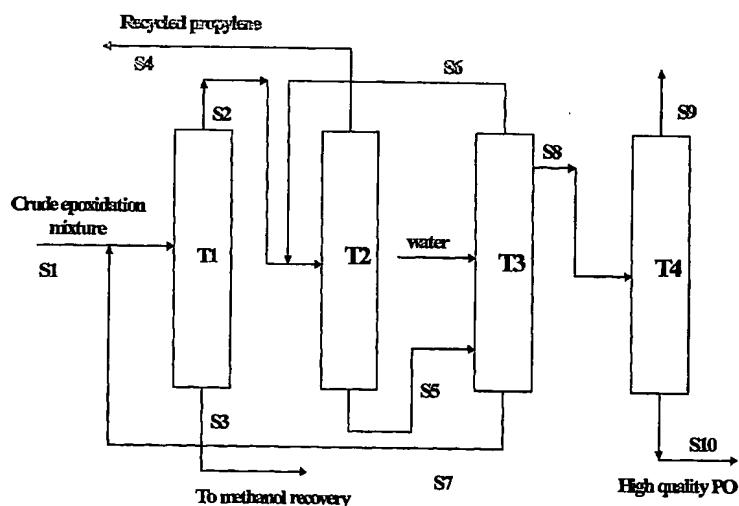 Recycled propylene
S4
S6
S2
S9
S8
Crude epoxidation
mixture
S1
T1
T2
water
T3
T4
S5
S3
S10
S7
To methanol recovery
High quality PO